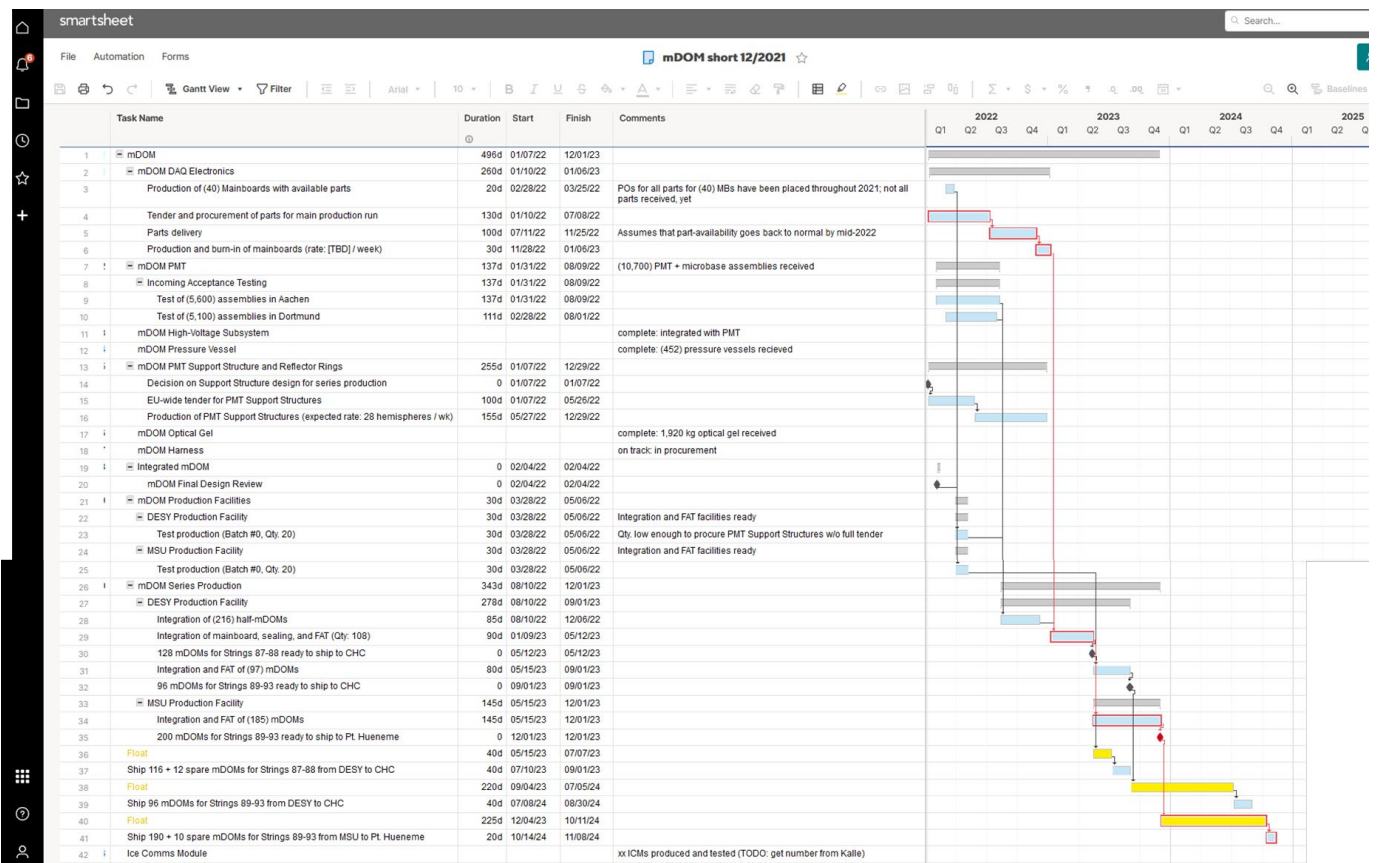 smartsheet
Search...
6
File Automation Forms
mDOM short 12/2021
Gantt View Filter Arial 10 B I U S A Σ $ % .0 .00 Baselines
Task Name Duration Start Finish Comments
2022 2023 2024 2025
Q1 Q2 Q3 Q4 Q1 Q2 Q3 Q4 Q1 Q2 Q3 Q4 Q1 Q2 Q
1 mDOM 496d 01/07/22 12/01/23
2 mDOM DAQ Electronics 260d 01/10/22 01/06/23
3 Production of (40) Mainboards with available parts 20d 02/28/22 03/25/22 POs for all parts for (40) MBs have been placed throughout 2021; not all
parts received, yet
4 Tender and procurement of parts for main production run 130d 01/10/22 07/08/22
5 Parts delivery 100d 07/11/22 11/25/22 Assumes that part-availability goes back to normal by mid-2022
6 Production and burn-in of mainboards (rate: [TBD] / week) 30d 11/28/22 01/06/23
7 mDOM PMT 137d 01/31/22 08/09/22 (10,700) PMT + microbase assemblies received
8 Incoming Acceptance Testing 137d 01/31/22 08/09/22
9 Test of (5,600) assemblies in Aachen 137d 01/31/22 08/09/22
10 Test of (5,100) assemblies in Dortmund 111d 02/28/22 08/01/22
11 mDOM High-Voltage Subsystem complete: integrated with PMT
12 mDOM Pressure Vessel complete: (452) pressure vessels recieved
13 mDOM PMT Support Structure and Reflector Rings 255d 01/07/22 12/29/22
14 Decision on Support Structure design for series production 0 01/07/22 01/07/22
15 EU-wide tender for PMT Support Structures 100d 01/07/22 05/26/22
16 Production of PMT Support Structures (expected rate: 28 hemispheres / wk) 155d 05/27/22 12/29/22
17 mDOM Optical Gel complete: 1,920 kg optical gel received
18 mDOM Harness on track: in procurement
19 Integrated mDOM 0 02/04/22 02/04/22
20 mDOM Final Design Review 0 02/04/22 02/04/22
21 mDOM Production Facilities 30d 03/28/22 05/06/22
22 DESY Production Facility 30d 03/28/22 05/06/22 Integration and FAT facilities ready
23 Test production (Batch #0, Qty. 20) 30d 03/28/22 05/06/22 Qty. low enough to procure PMT Support Structures w/o full tender
24 MSU Production Facility 30d 03/28/22 05/06/22 Integration and FAT facilities ready
25 Test production (Batch #0, Qty. 20) 30d 03/28/22 05/06/22
26 mDOM Series Production 343d 08/10/22 12/01/23
27 DESY Production Facility 278d 08/10/22 09/01/23
28 Integration of (216) half-mDOMs 85d 08/10/22 12/06/22
29 Integration of mainboard, sealing, and FAT (Qty: 108) 90d 01/09/23 05/12/23
30 128 mDOMs for Strings 87-88 ready to ship to CHC 0 05/12/23 05/12/23
31 Integration and FAT of (97) mDOMs 80d 05/15/23 09/01/23
32 96 mDOMs for Strings 89-93 ready to ship to CHC 0 09/01/23 09/01/23
33 MSU Production Facility 145d 05/15/23 12/01/23
34 Integration and FAT of (185) mDOMs 145d 05/15/23 12/01/23
35 200 mDOMs for Strings 89-93 ready to ship to Pt. Hueneme 0 12/01/23 12/01/23
36 Float 40d 05/15/23 07/07/23
37 Ship 116 + 12 spare mDOMs for Strings 87-88 from DESY to CHC 40d 07/10/23 09/01/23
38 Float 220d 09/04/23 07/05/24
39 Ship 96 mDOMs for Strings 89-93 from DESY to CHC 40d 07/08/24 08/30/24
40 Float 225d 12/04/23 10/11/24
41 Ship 190 + 10 spare mDOMs for Strings 89-93 from MSU to Pt. Hueneme 20d 10/14/24 11/08/24
42 Ice Comms Module xx ICMs produced and tested (TODO: get number from Kalle)